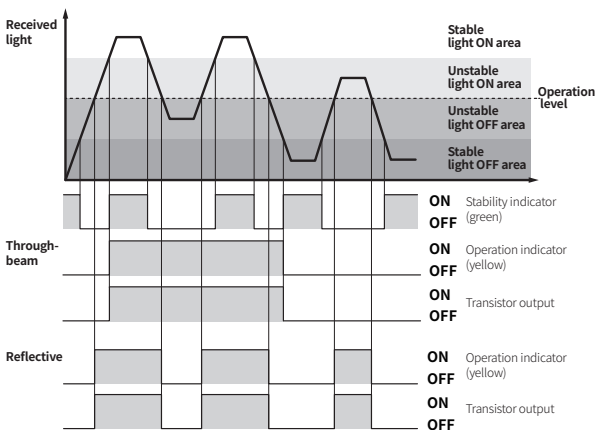 Received
light
Stable
light ON area
Unstable
light ON area
Operation
level
Unstable
light OFF area
Stable
light OFF area
ON
OFF
Stability indicator
(green)
Through-
beam
ON
OFF
Operation indicator
(yellow)
ON
OFF
Transistor output
Reflective
ON
OFF
Operation indicator
(yellow)
ON
OFF
Transistor output